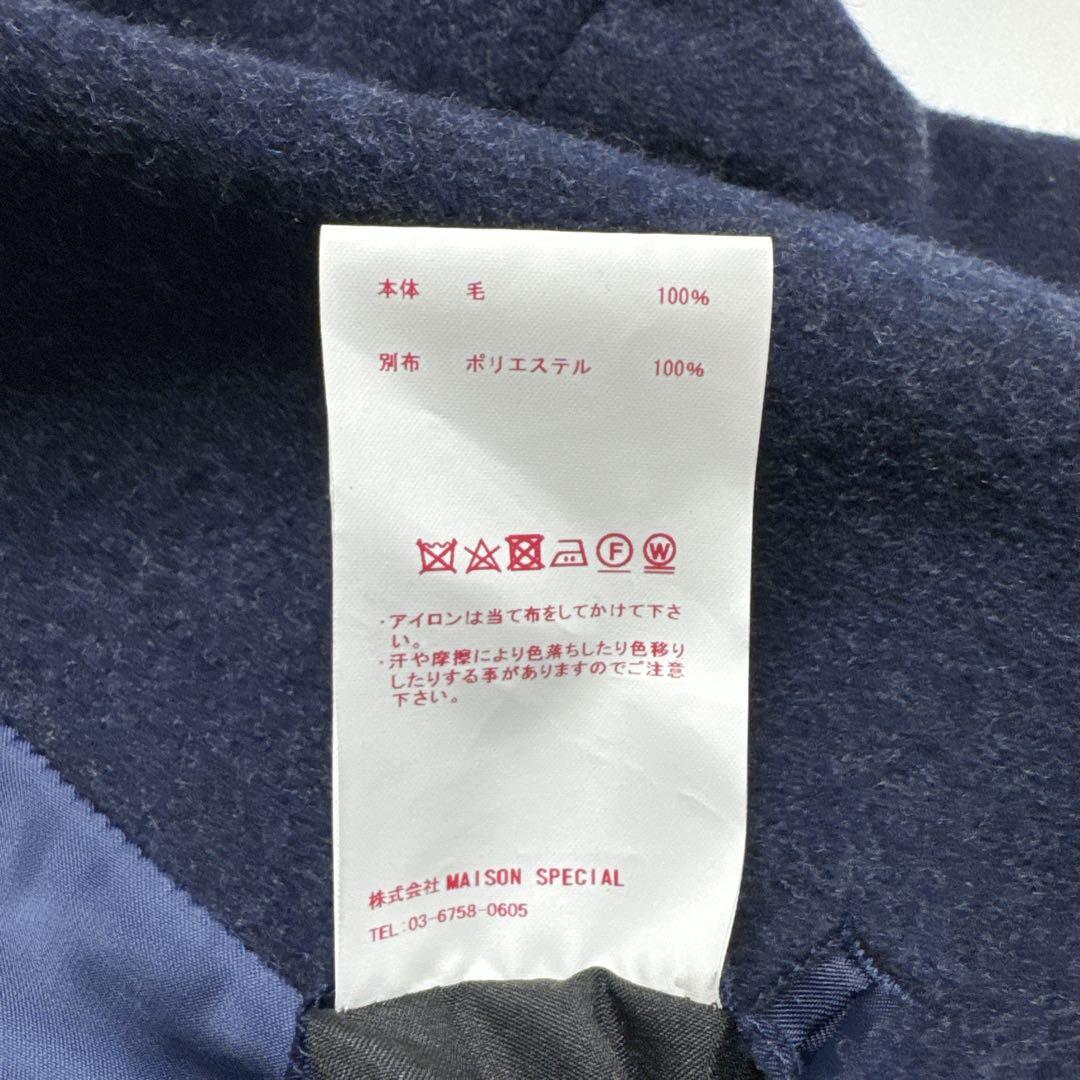 本体 毛 100%
別布 ポリエステル 100%
F W
・アイロンは当て布をしてかけて下さ
い。
・汗や摩擦により色落ちしたり色移り
したりする事がありますのでご注意
下さい。
株式会社 MAISON SPECIAL
TEL:03-6758-0605